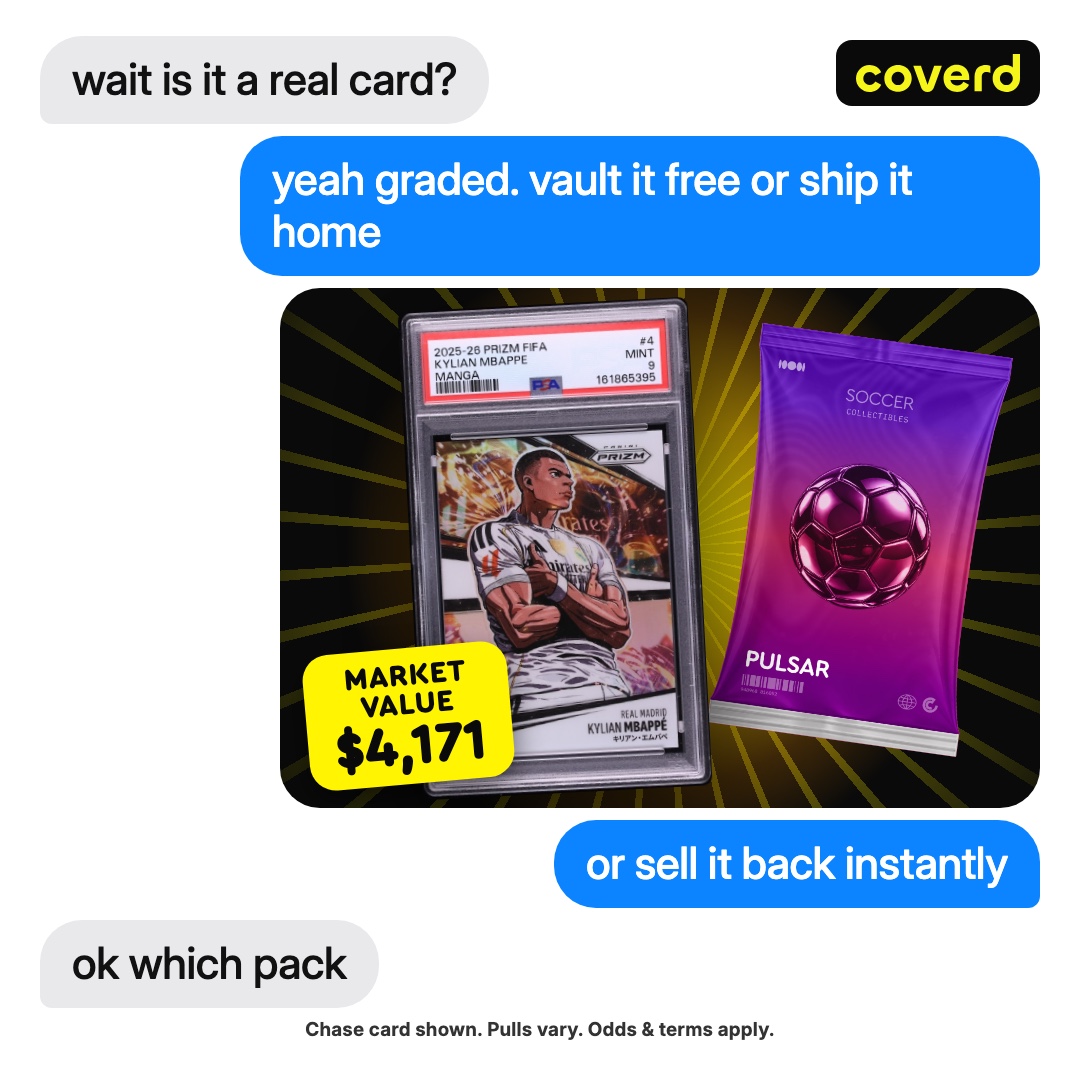 wait is it a real card?
coverd
yeah graded. vault it free or ship it
home
2025-26 PRIZM FIFA
#4
KYLIAN MBAPPE
MINT
MANGA
9
PSA
161865395
PANINI
PRIZM
SOCCER
COLLECTIBLES
PULSAR
MARKET
VALUE
$4,171
REAL MADRID
KYLIAN MBAPPÉ
キリアン・エムバペ
or sell it back instantly
ok which pack
Chase card shown. Pulls vary. Odds & terms apply.